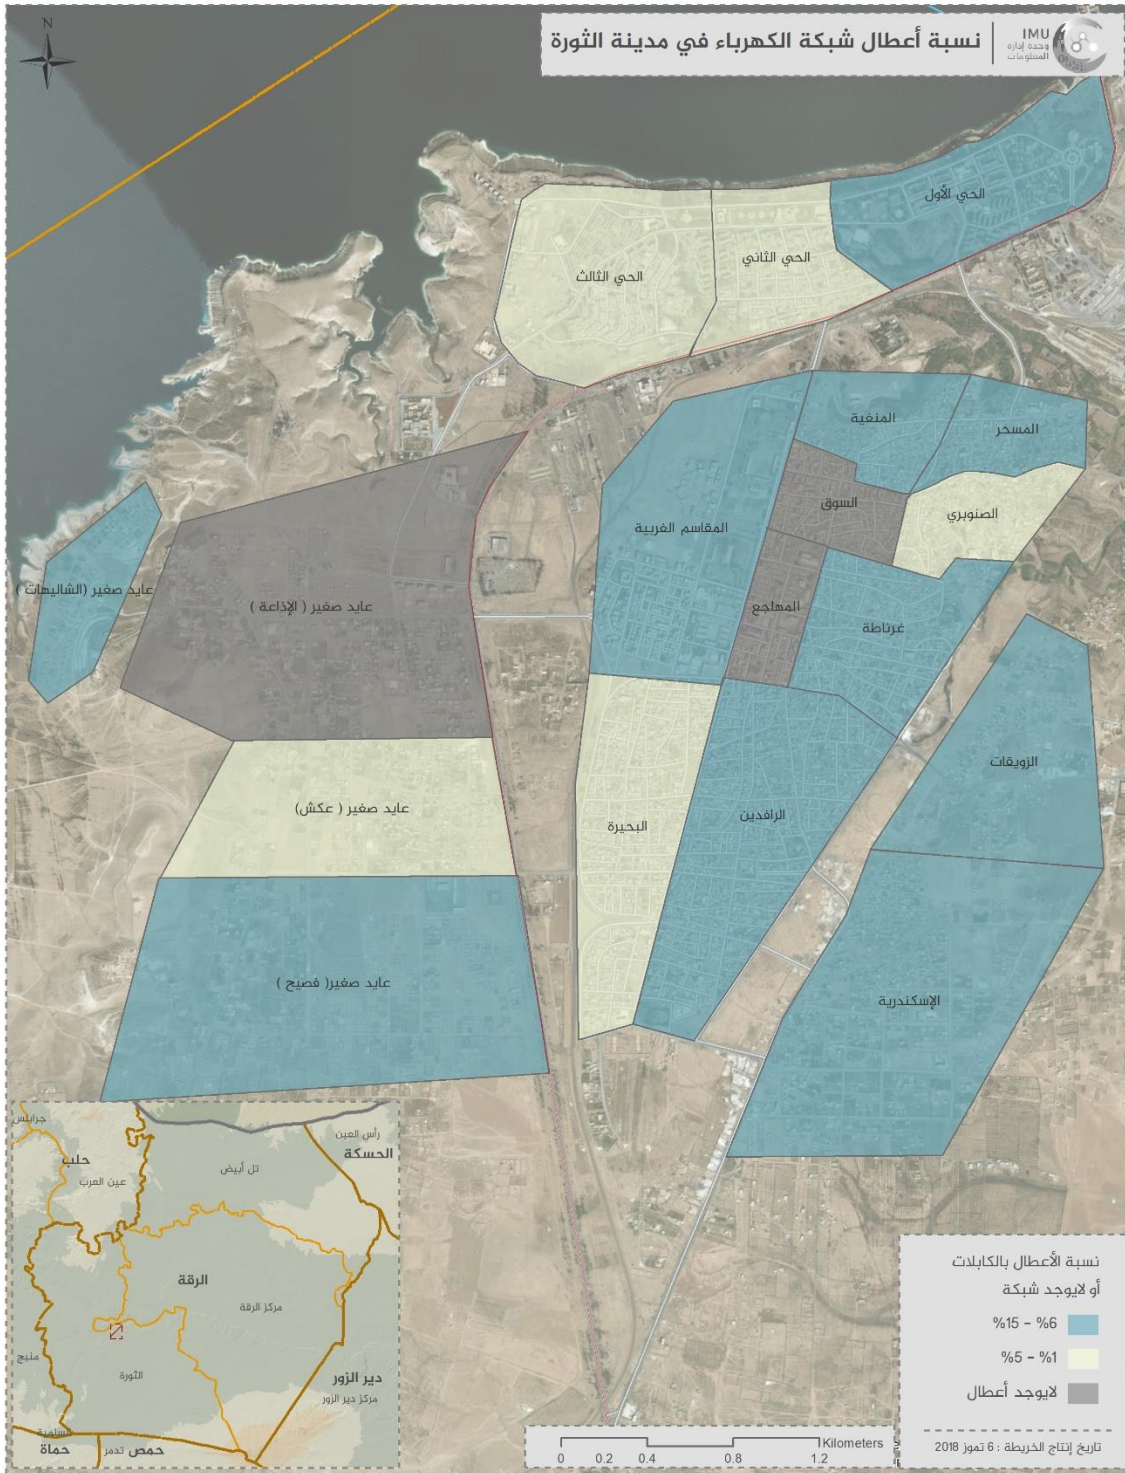 نسبة أعطال شبكة الكهرباء في مدينة الثورة
IMU
وحدة إدارة
المعلومات
N
الحي الأول
الحي الثاني
الحي الثالث
المنغية
المسحر
السوق
الصنوبري
المقاسم الغربية
عايد صغير (الشاليهات )
عايد صغير ( الإذاعة )
المهاجع
غرناطة
الزويقات
عايد صغير ( عكش)
البحيرة
الرافدين
عايد صغير( فصيح )
الإسكندرية
جرابلس
رأس العين
الحسكة
حلب
عين العرب
تل أبيض
الرقة
مركز الرقة
منبج
الثورة
دير الزور
مركز دير الزور
السلمية
حماة
حمص
تدمر
نسبة الأعطال بالكابلات
أو لايوجد شبكة
%6 - %15
%1 - %5
لايوجد أعطال
تاريخ إنتاج الخريطة : 6 تموز 2018
Kilometers
0 0.2 0.4 0.8 1.2